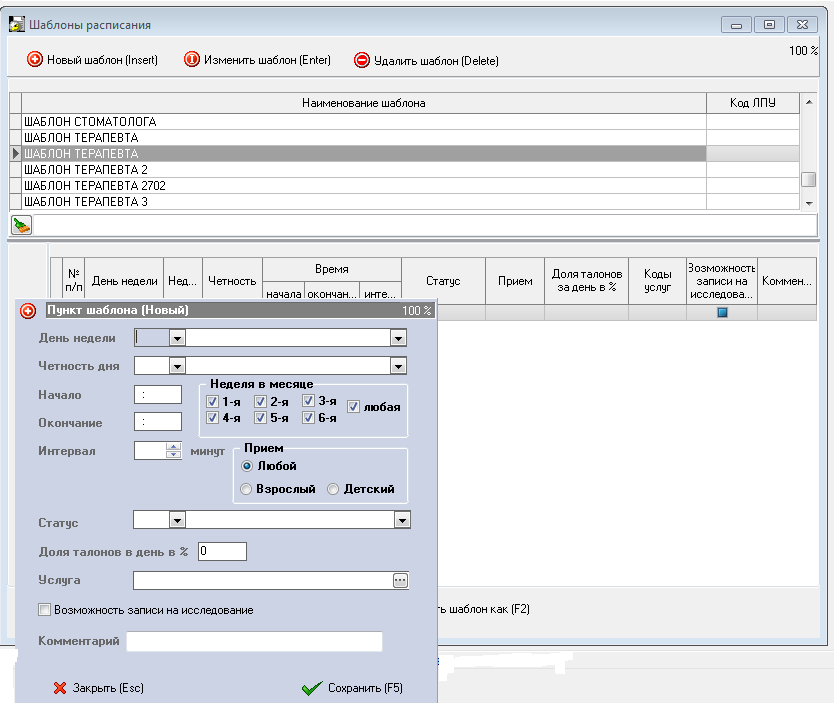 Шаблоны расписания
Новый шаблон (Insert) Изменить шаблон (Enter) Удалить шаблон (Delete) 100 %
Наименование шаблона Код ЛПУ
ШАБЛОН СТОМАТОЛОГА
ШАБЛОН ТЕРАПЕВТА
ШАБЛОН ТЕРАПЕВТА
ШАБЛОН ТЕРАПЕВТА 2
ШАБЛОН ТЕРАПЕВТА 2702
ШАБЛОН ТЕРАПЕВТА 3
№ п/п День недели Нед... Четность Время Статус Прием Доля талонов за день в % Коды услуг Возможность записи на исследова... Коммен...
начала окончан... инте...
Пункт шаблона (Новый) 100 %
День недели
Четность дня
Начало :
Неделя в месяце
1-я 2-я 3-я любая
4-я 5-я 6-я
Окончание :
Интервал минут
Прием
Любой
Взрослый Детский
Статус
Доля талонов в день в % 0
Услуга ...
Возможность записи на исследование
ть шаблон как (F2)
Комментарий
Закрыть (Esc) Сохранить (F5)